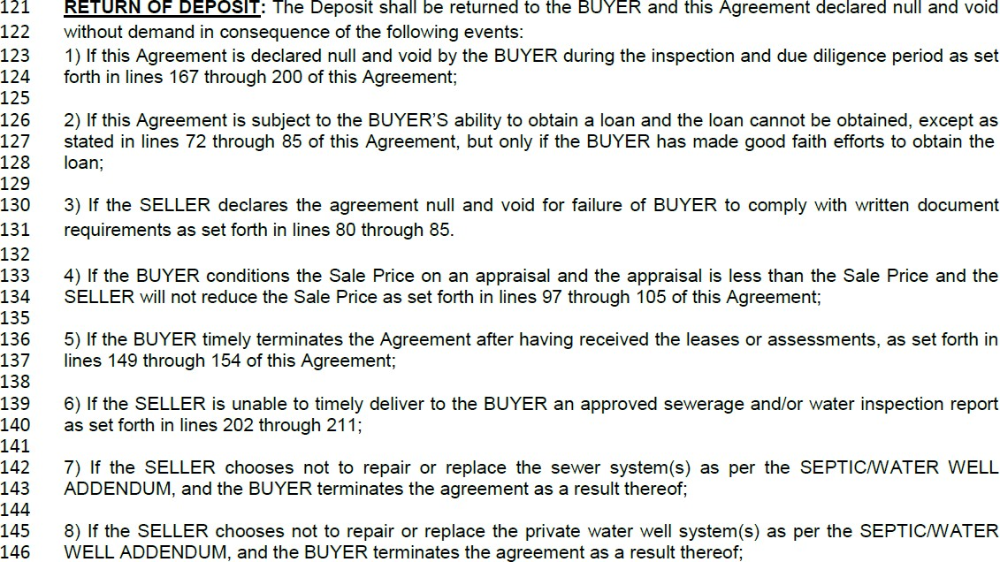 121 RETURN OF DEPOSIT: The Deposit shall be returned to the BUYER and this Agreement declared null and void
122 without demand in consequence of the following events:
123 1) If this Agreement is declared null and void by the BUYER during the inspection and due diligence period as set
124 forth in lines 167 through 200 of this Agreement;
125
126 2) If this Agreement is subject to the BUYER'S ability to obtain a loan and the loan cannot be obtained, except as
127 stated in lines 72 through 85 of this Agreement, but only if the BUYER has made good faith efforts to obtain the
128 loan;
129
130 3) If the SELLER declares the agreement null and void for failure of BUYER to comply with written document
131 requirements as set forth in lines 80 through 85.
132
133 4) If the BUYER conditions the Sale Price on an appraisal and the appraisal is less than the Sale Price and the
134 SELLER will not reduce the Sale Price as set forth in lines 97 through 105 of this Agreement;
135
136 5) If the BUYER timely terminates the Agreement after having received the leases or assessments, as set forth in
137 lines 149 through 154 of this Agreement;
138
139 6) If the SELLER is unable to timely deliver to the BUYER an approved sewerage and/or water inspection report
140 as set forth in lines 202 through 211;
141
142 7) If the SELLER chooses not to repair or replace the sewer system(s) as per the SEPTIC/WATER WELL
143 ADDENDUM, and the BUYER terminates the agreement as a result thereof;
144
145 8) If the SELLER chooses not to repair or replace the private water well system(s) as per the SEPTIC/WATER
146 WELL ADDENDUM, and the BUYER terminates the agreement as a result thereof;